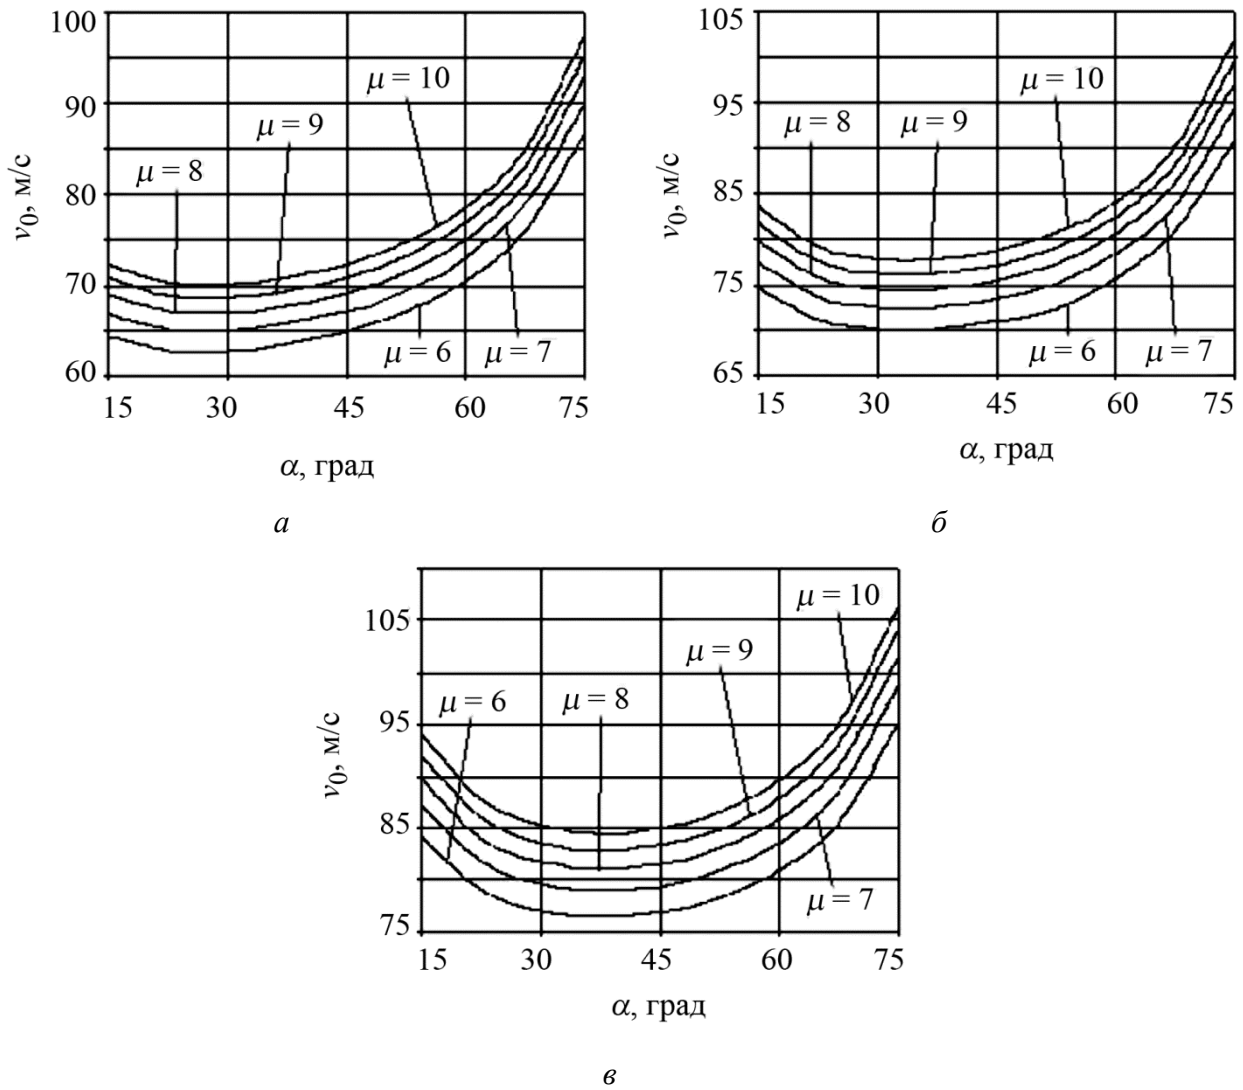 100
90
80
70
60
v0, м/с
μ = 10
μ = 9
μ = 8
μ = 6
μ = 7
15 30 45 60 75
α, град
а
105
95
85
75
65
v0, м/с
μ = 10
μ = 8
μ = 9
μ = 6
μ = 7
15 30 45 60 75
α, град
б
105
95
85
75
v0, м/с
μ = 10
μ = 9
μ = 6
μ = 8
μ = 7
15 30 45 60 75
α, град
в